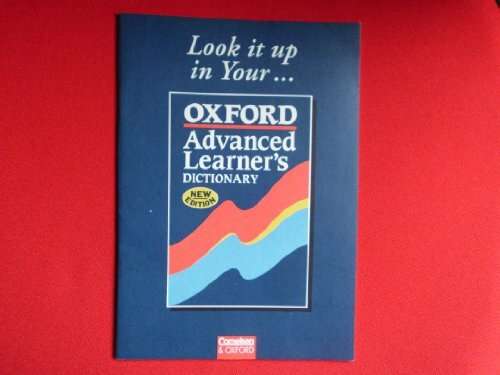 Look it up
in Your...
OXFORD
Advanced
Learner's
DICTIONARY
NEW
EDITION
Cornelsen
& OXFORD